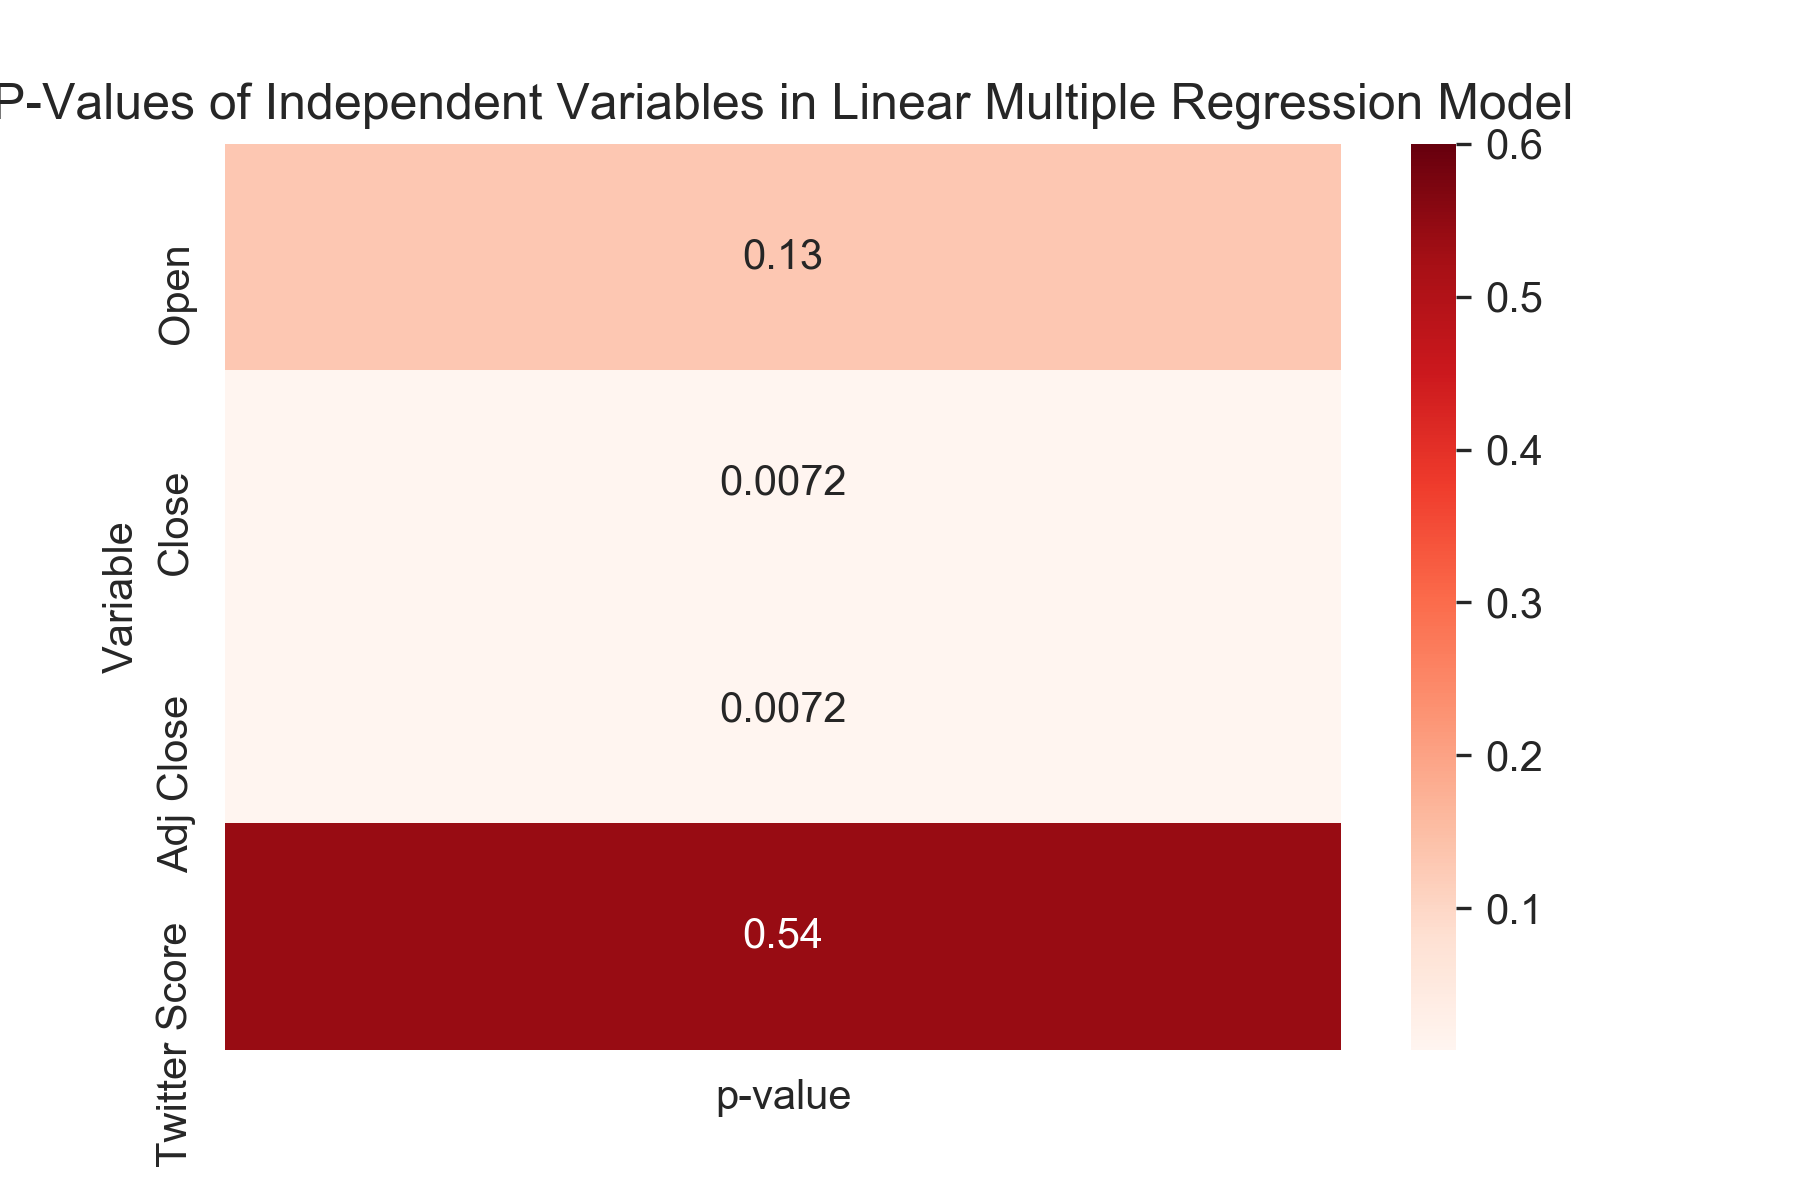 P-Values of Independent Variables in Linear Multiple Regression Model
Variable
Open
Close
Adj Close
Twitter Score
0.13
0.0072
0.0072
0.54
p-value
0.6
0.5
0.4
0.3
0.2
0.1